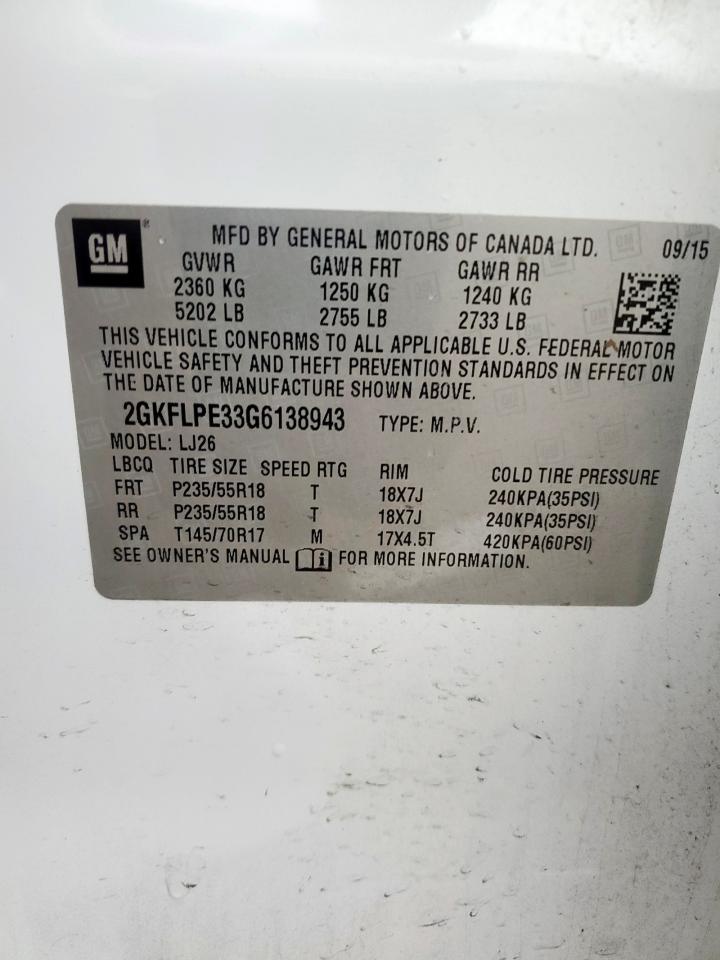 GM® MFD BY GENERAL MOTORS OF CANADA LTD. 09/15
GVWR GAWR FRT GAWR RR
2360 KG 1250 KG 1240 KG
5202 LB 2755 LB 2733 LB
THIS VEHICLE CONFORMS TO ALL APPLICABLE U.S. FEDERAL MOTOR
VEHICLE SAFETY AND THEFT PREVENTION STANDARDS IN EFFECT ON
THE DATE OF MANUFACTURE SHOWN ABOVE.
2GKFLPE33G6138943 TYPE: M.P.V.
MODEL: LJ26
LBCQ TIRE SIZE SPEED RTG RIM COLD TIRE PRESSURE
FRT P235/55R18 T 18X7J 240KPA(35PSI)
RR P235/55R18 T 18X7J 240KPA(35PSI)
SPA T145/70R17 M 17X4.5T 420KPA(60PSI)
SEE OWNER'S MANUAL i FOR MORE INFORMATION.